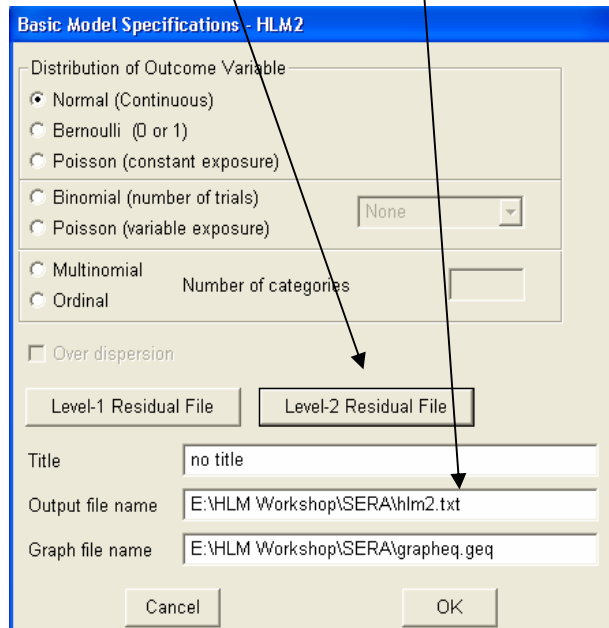 Basic Model Specifications - HLM2
Distribution of Outcome Variable
Normal (Continuous)
Bernoulli (0 or 1)
Poisson (constant exposure)
Binomial (number of trials)
None
Poisson (variable exposure)
Multinomial
Number of categories
Ordinal
Over dispersion
Level-1 Residual File
Level-2 Residual File
Title
no title
Output file name
E:\HLM Workshop\SERA\hlm2.txt
Graph file name
E:\HLM Workshop\SERA\grapheq.geq
Cancel
OK